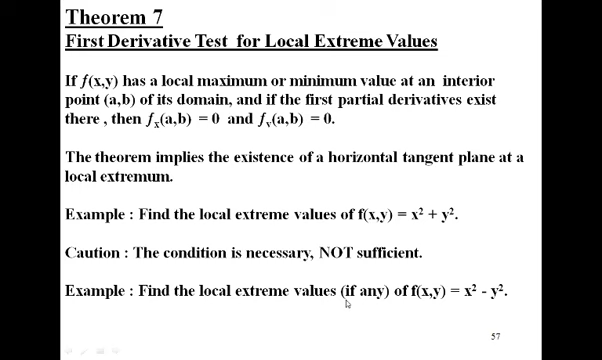 Theorem 7
First Derivative Test for Local Extreme Values
If f(x,y) has a local maximum or minimum value at an interior
point (a,b) of its domain, and if the first partial derivatives exist
there , then fₓ(a,b) = 0 and fᵧ(a,b) = 0.
The theorem implies the existence of a horizontal tangent plane at a
local extremum.
Example : Find the local extreme values of f(x,y) = x² + y².
Caution : The condition is necessary, NOT sufficient.
Example : Find the local extreme values (if any) of f(x,y) = x² - y².
57